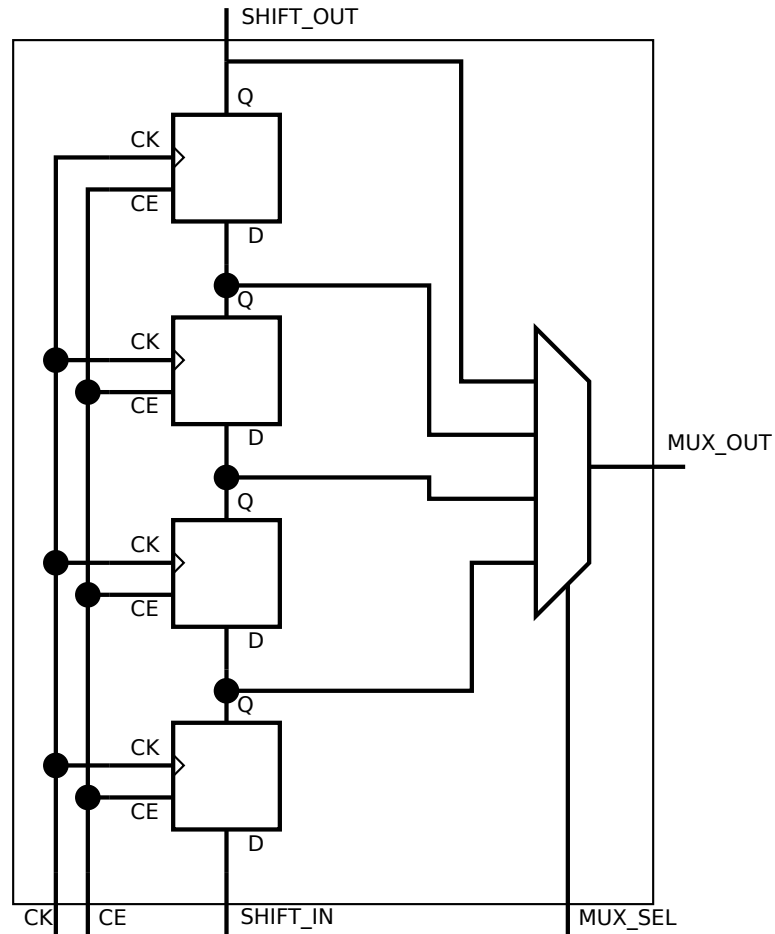 SHIFT_OUT
Q
CK
CE
D
Q
CK
CE
D
MUX_OUT
Q
CK
CE
D
Q
CK
CE
D
CK CE SHIFT_IN MUX_SEL